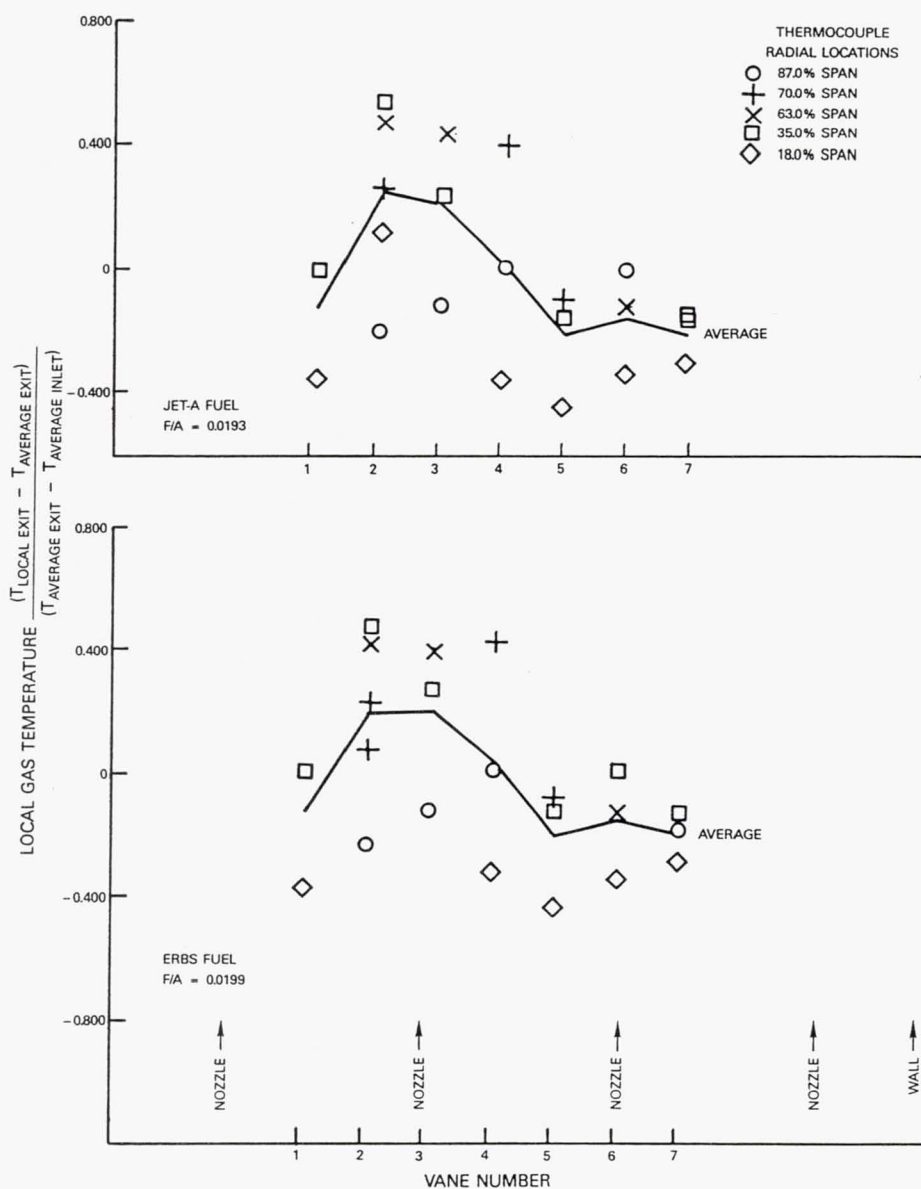 0.800
THERMOCOUPLE
RADIAL LOCATIONS
87.0% SPAN
70.0% SPAN
63.0% SPAN
35.0% SPAN
18.0% SPAN
0.400
0
AVERAGE
-0.400
JET-A FUEL
F/A = 0.0193
1 2 3 4 5 6 7
LOCAL GAS TEMPERATURE (T LOCAL EXIT - T AVERAGE EXIT)
(T AVERAGE EXIT - T AVERAGE INLET)
0.800
0.400
0
AVERAGE
-0.400
ERBS FUEL
F/A = 0.0199
-0.800
NOZZLE
NOZZLE
NOZZLE
NOZZLE
WALL
1 2 3 4 5 6 7
VANE NUMBER